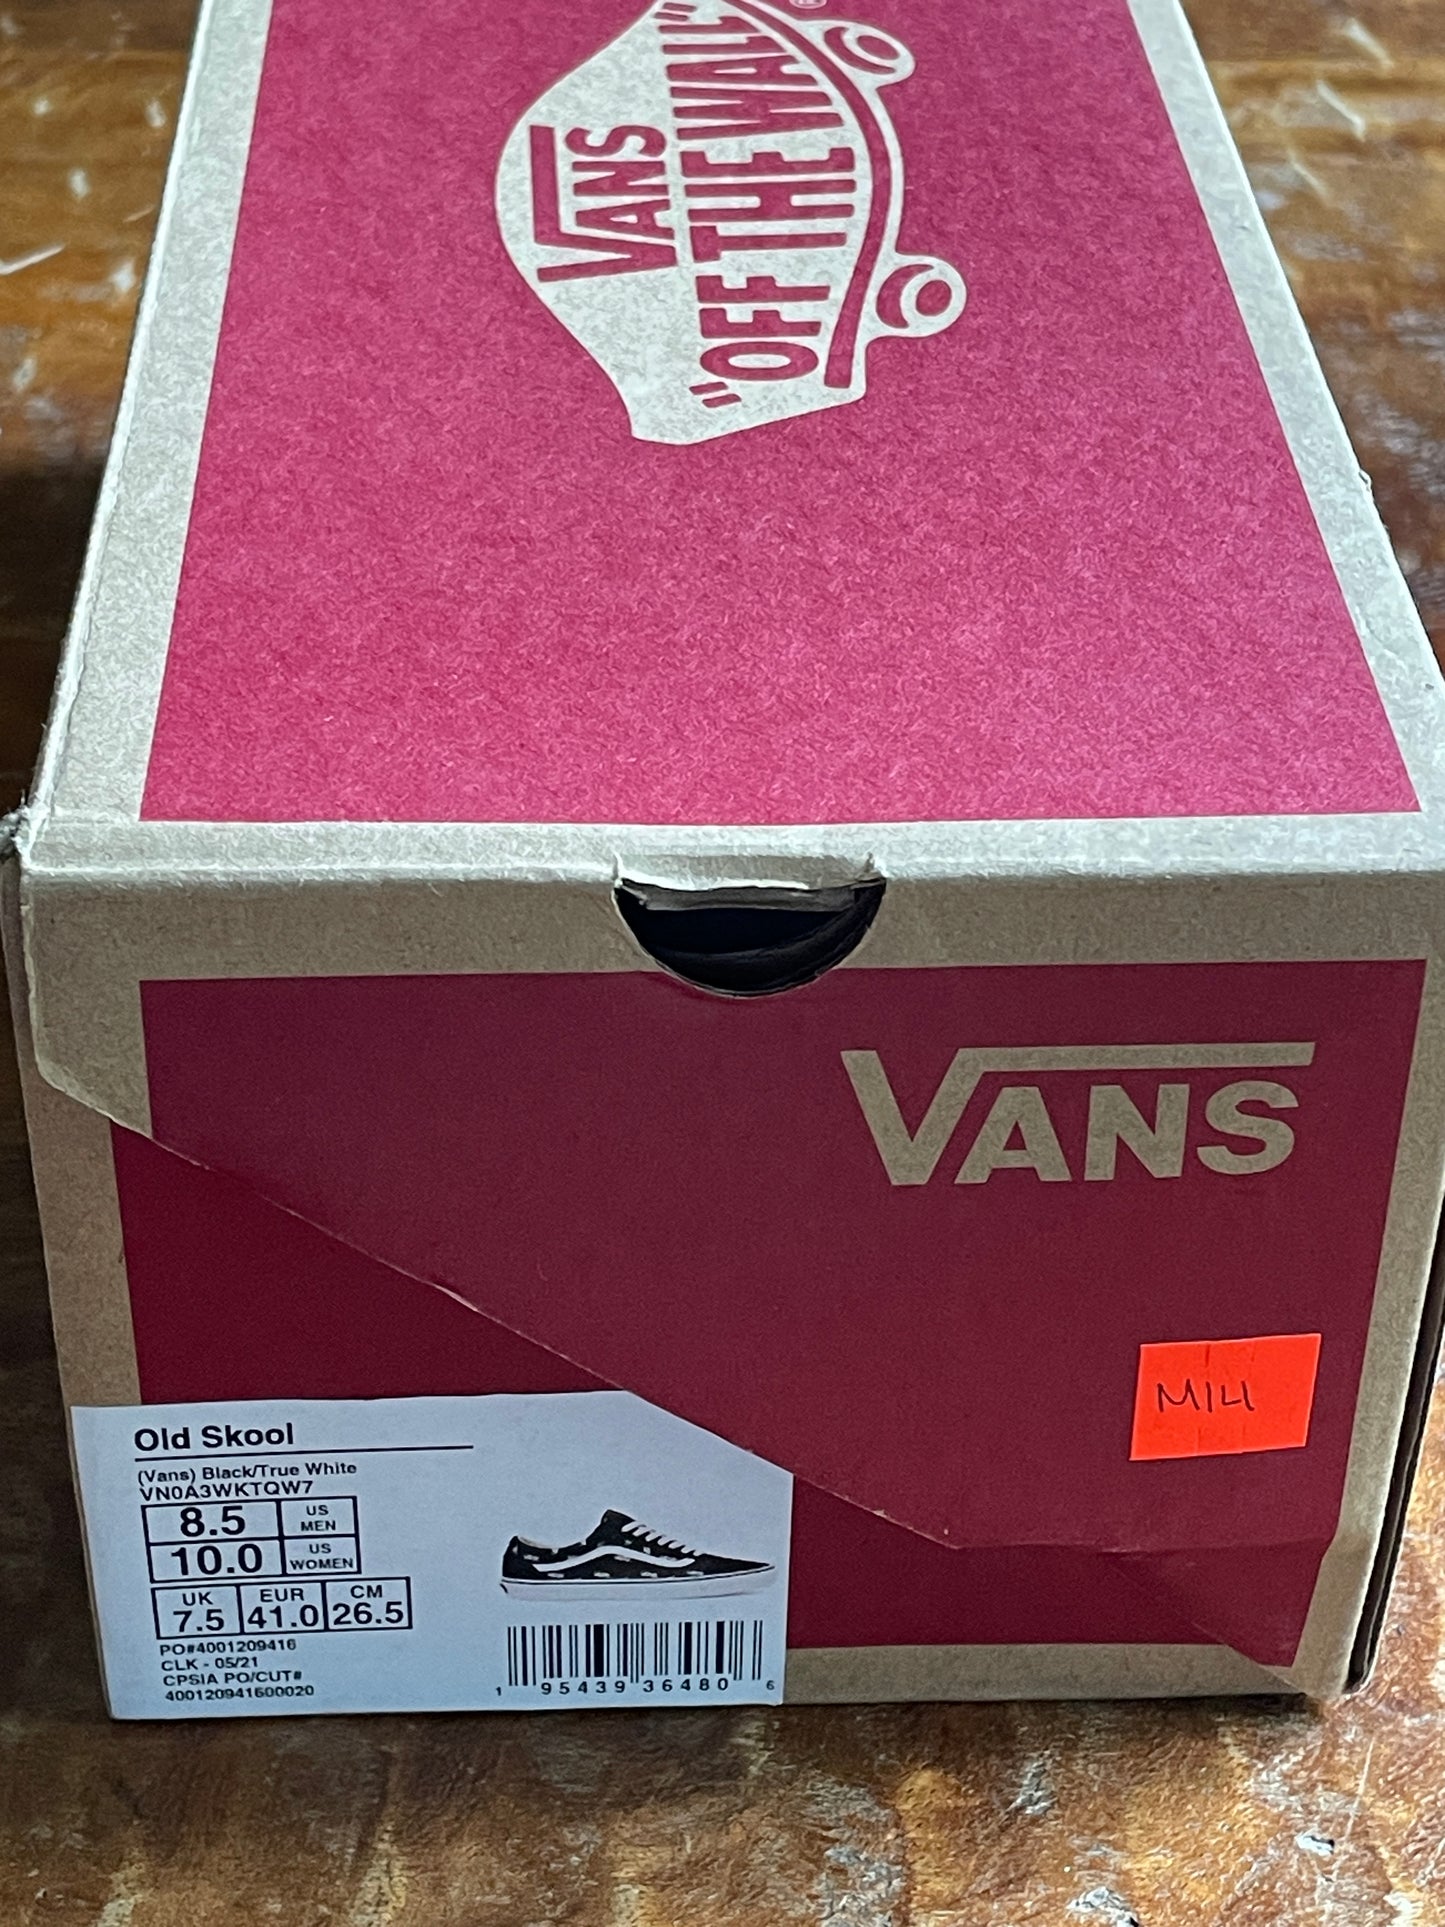 VANS
"OF THE WALL"
®
VANS
M14
Old Skool
(Vans) Black/True White
VN0A3WKTQW7
8.5 US MEN
10.0 US WOMEN
UK EUR CM
7.5 41.0 26.5
PO#4001209416
CLK - 05/21
CPSIA PO/CUT#
400120941600020
1 95439 36480 6